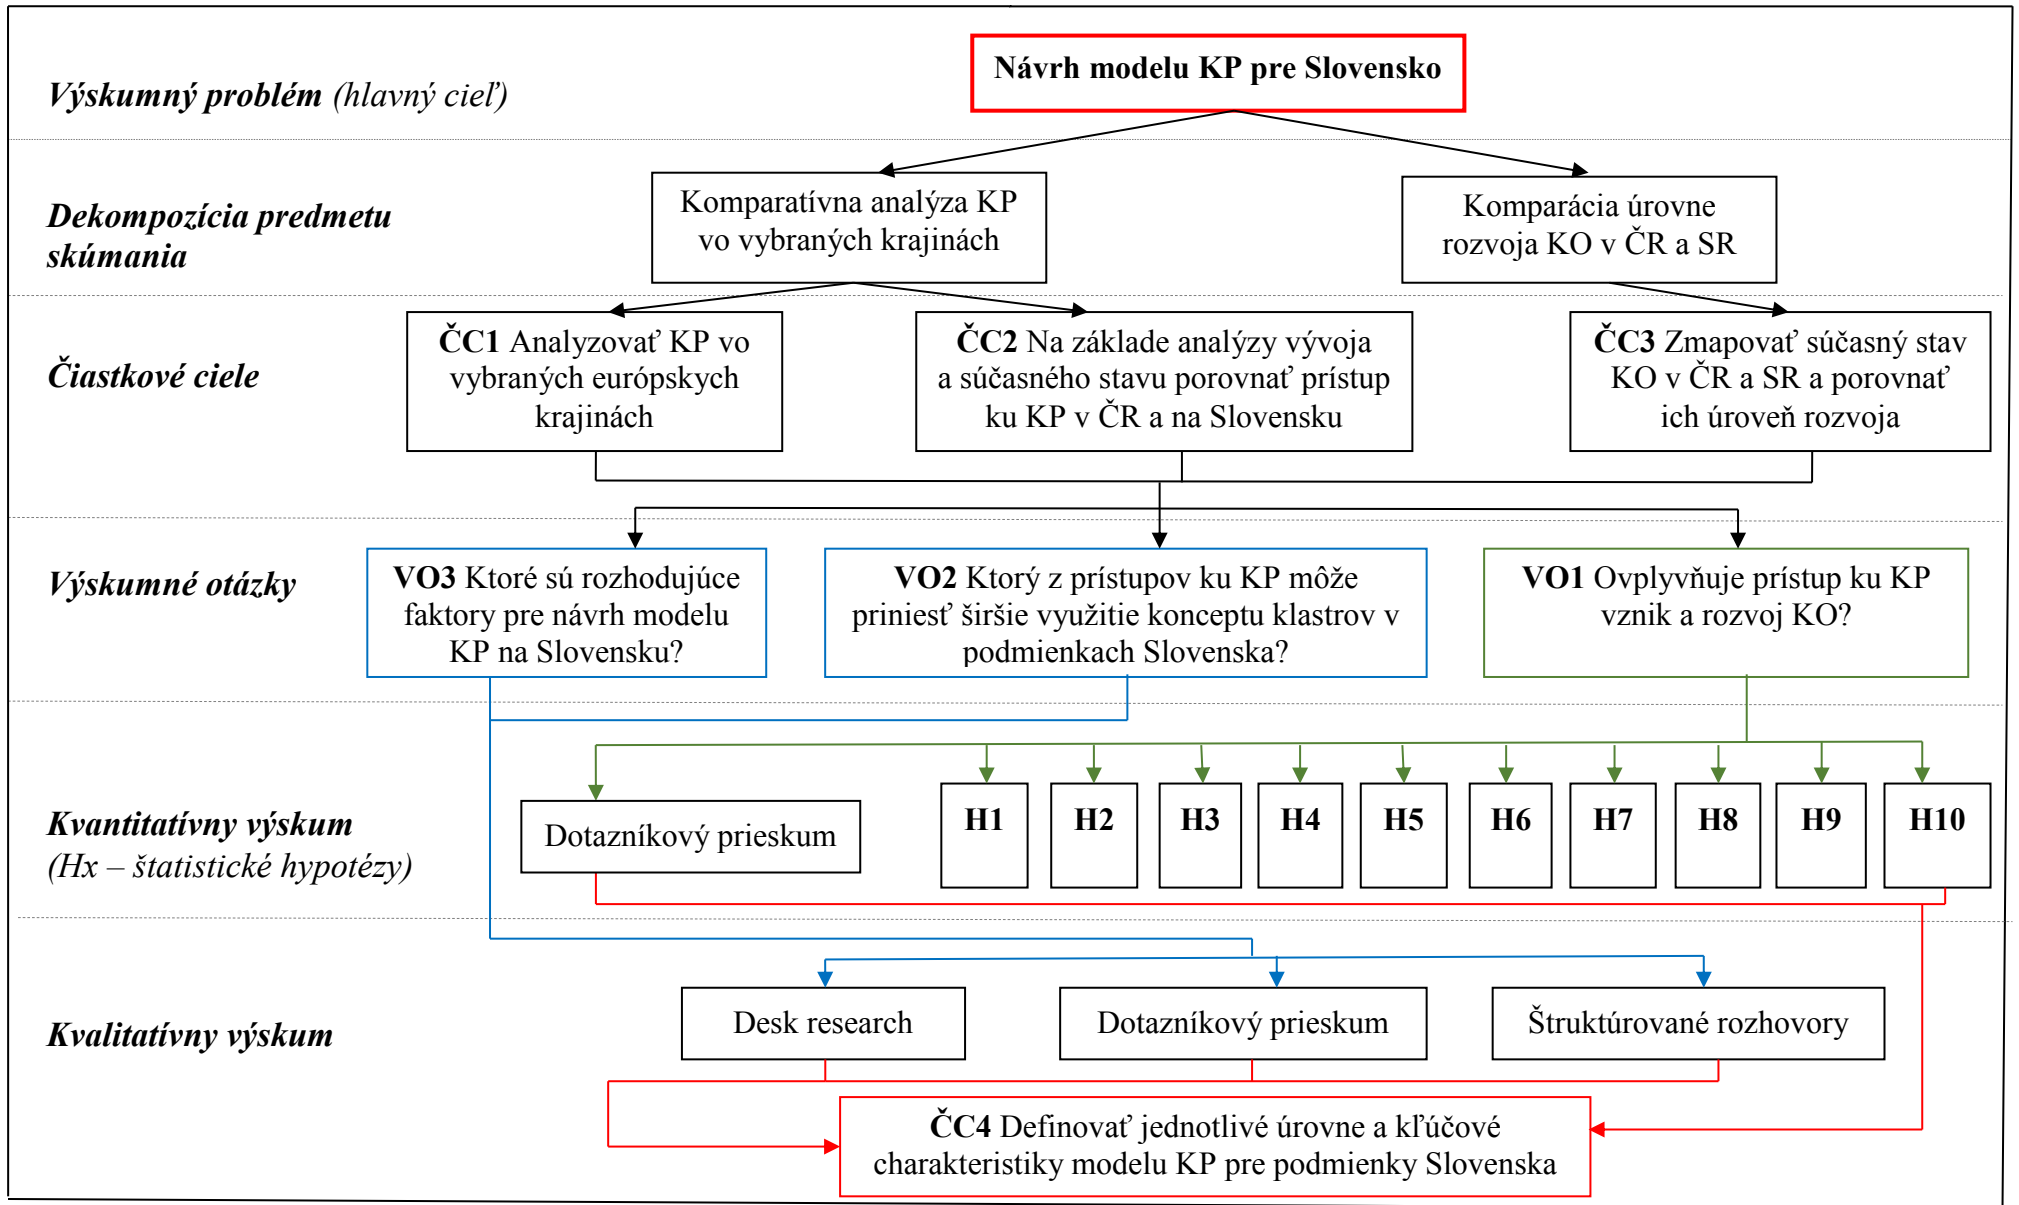 Návrh modelu KP pre Slovensko
Výskumný problém (hlavný cieľ)
Dekompozícia predmetu
skúmania
Komparatívna analýza KP
vo vybraných krajinách
Komparácia úrovne
rozvoja KO v ČR a SR
Čiastkové ciele
ČC1 Analyzovať KP vo
vybraných európskych
krajinách
ČC2 Na základe analýzy vývoja
a súčasného stavu porovnať prístup
ku KP v ČR a na Slovensku
ČC3 Zmapovať súčasný stav
KO v ČR a SR a porovnať
ich úroveň rozvoja
Výskumné otázky
VO3 Ktoré sú rozhodujúce
faktory pre návrh modelu
KP na Slovensku?
VO2 Ktorý z prístupov ku KP môže
priniesť širšie využitie konceptu klastrov v
podmienkach Slovenska?
VO1 Ovplyvňuje prístup ku KP
vznik a rozvoj KO?
Kvantitatívny výskum
(Hx – štatistické hypotézy)
Dotazníkový prieskum
H1
H2
H3
H4
H5
H6
H7
H8
H9
H10
Kvalitatívny výskum
Desk research
Dotazníkový prieskum
Štruktúrované rozhovory
ČC4 Definovať jednotlivé úrovne a kľúčové
charakteristiky modelu KP pre podmienky Slovenska